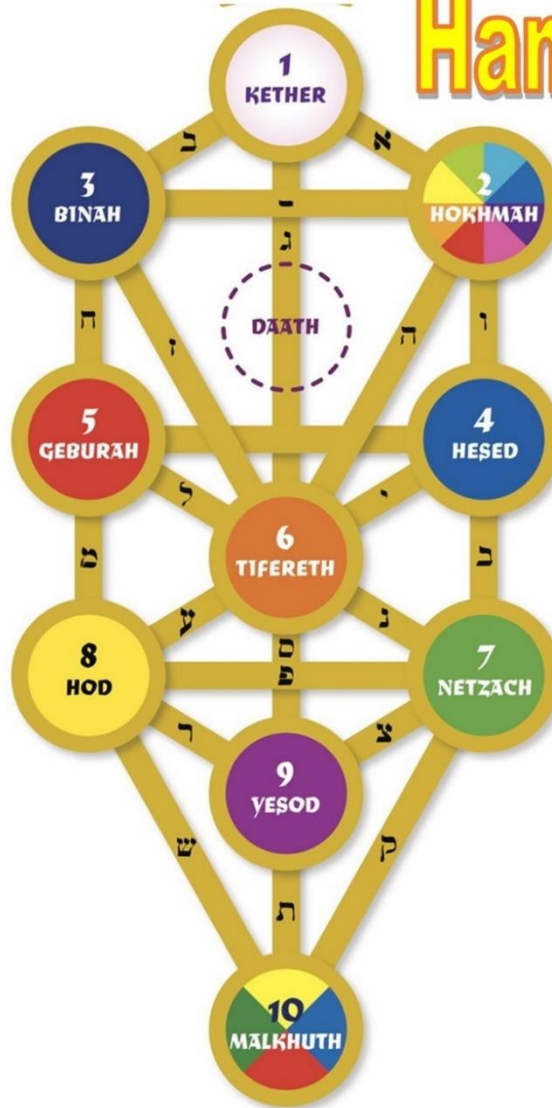 Han
1
KETHER
ב
א
3
BINAH
2
HOKHMAH
ג
DAATH
ח
ז
ה
ו
5
GEBURAH
4
HESED
ל
י
6
TIFERETH
מ
כ
ע
נ
ס
פ
8
HOD
7
NETZACH
ר
צ
9
YESOD
ש
ק
ת
10
MALKHUTH